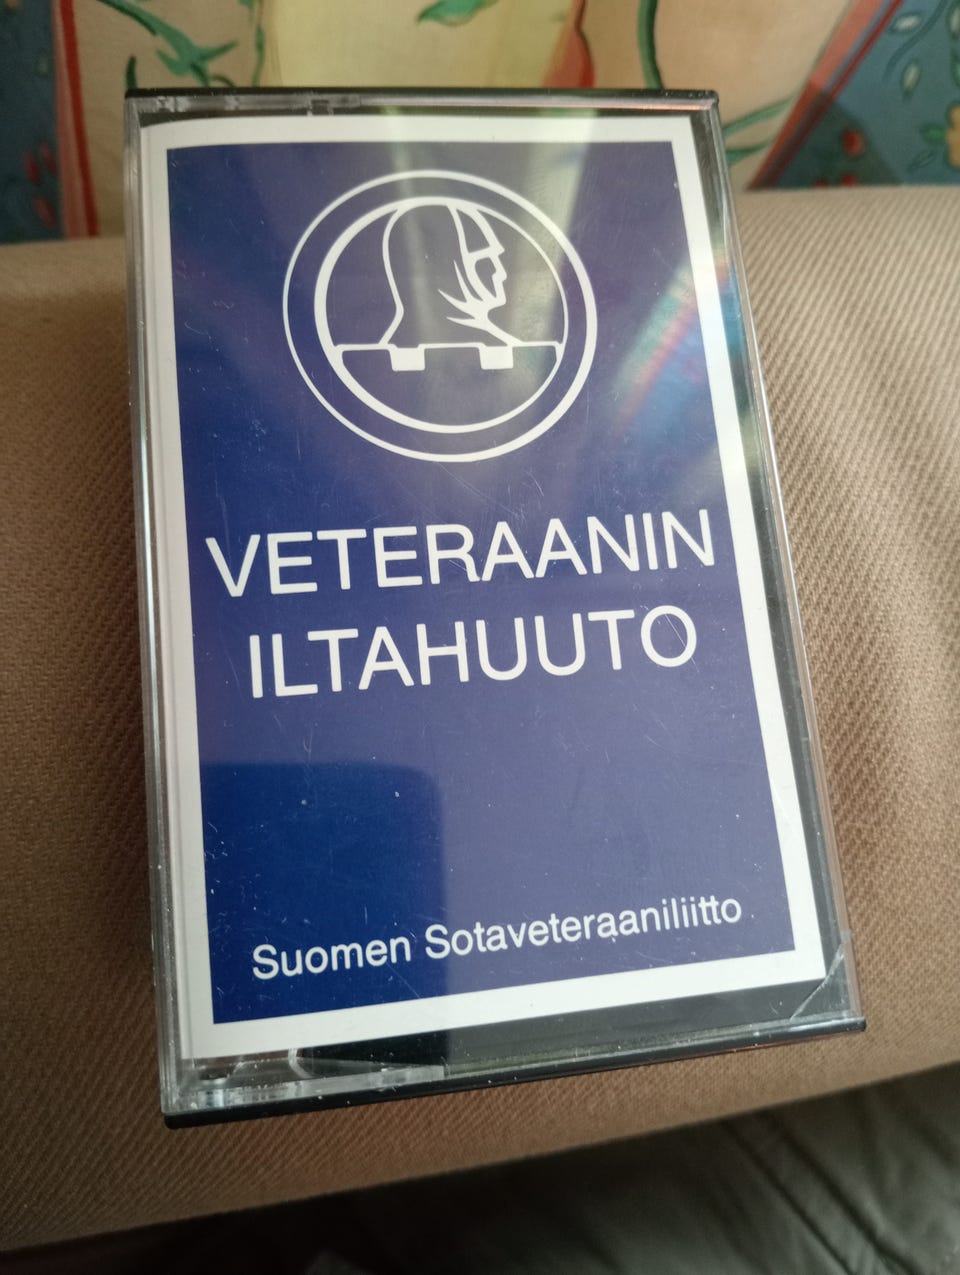 VETERAANIN
ILTAHUUTO
Suomen Sotaveteraaniliitto